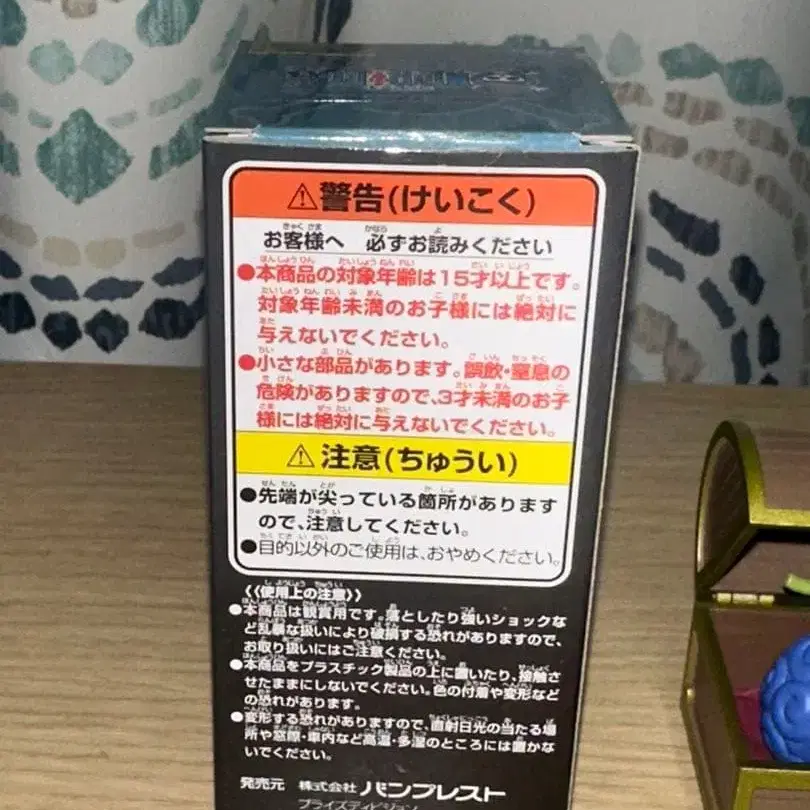 ⚠警告(けいこく)
お客様へ 必ずお読みください
●本商品の対象年齢は15才以上です。
対象年齢未満のお子様には絶対に
与えないでください。
●小さな部品があります。誤飲・窒息の
危険がありますので、3才未満のお子
様には絶対に与えないでください。
⚠注意(ちゅうい)
●先端が尖っている箇所があります
ので、注意してください。
●目的以外のご使用は、おやめください。
《使用上の注意》
●本商品は観賞用です。落としたり強いショックな
ど乱暴な扱いにより破損する恐れがありますので、
お取り扱いにはご注意ください。
●本商品をプラスチック製品の上に置いたり、接触さ
せたままにしないでください。色の付着や変形など
の恐れがあります。
●変形する恐れがありますので、直射日光の当たる場
所や窓際・車内など高温・多湿のところには置かな
いでください。
発売元 株式会社バンプレスト
プライズディビジョン